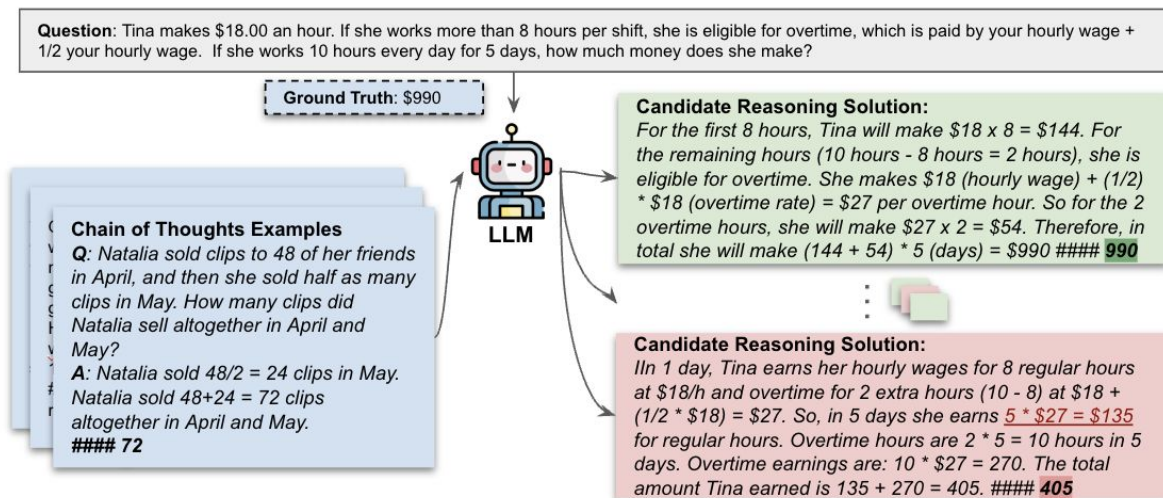 Question: Tina makes $18.00 an hour. If she works more than 8 hours per shift, she is eligible for overtime, which is paid by your hourly wage +
1/2 your hourly wage. If she works 10 hours every day for 5 days, how much money does she make?
Ground Truth: $990
Chain of Thoughts Examples
Q: Natalia sold clips to 48 of her friends
in April, and then she sold half as many
clips in May. How many clips did
Natalia sell altogether in April and
May?
A: Natalia sold 48/2 = 24 clips in May.
Natalia sold 48+24 = 72 clips
altogether in April and May.
#### 72
LLM
Candidate Reasoning Solution:
For the first 8 hours, Tina will make $18 x 8 = $144. For
the remaining hours (10 hours - 8 hours = 2 hours), she is
eligible for overtime. She makes $18 (hourly wage) + (1/2)
* $18 (overtime rate) = $27 per overtime hour. So for the 2
overtime hours, she will make $27 x 2 = $54. Therefore, in
total she will make (144 + 54) * 5 (days) = $990 #### 990
Candidate Reasoning Solution:
IIn 1 day, Tina earns her hourly wages for 8 regular hours
at $18/h and overtime for 2 extra hours (10 - 8) at $18 +
(1/2 * $18) = $27. So, in 5 days she earns 5 * $27 = $135
for regular hours. Overtime hours are 2 * 5 = 10 hours in 5
days. Overtime earnings are: 10 * $27 = 270. The total
amount Tina earned is 135 + 270 = 405. #### 405